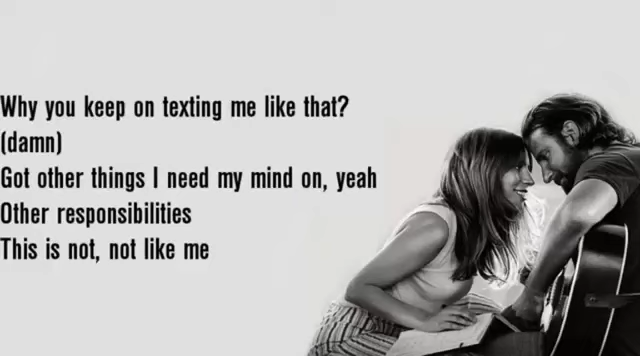 Why you keep on texting me like that?
(damn)
Got other things I need my mind on, yeah
Other responsibilities
This is not, not like me